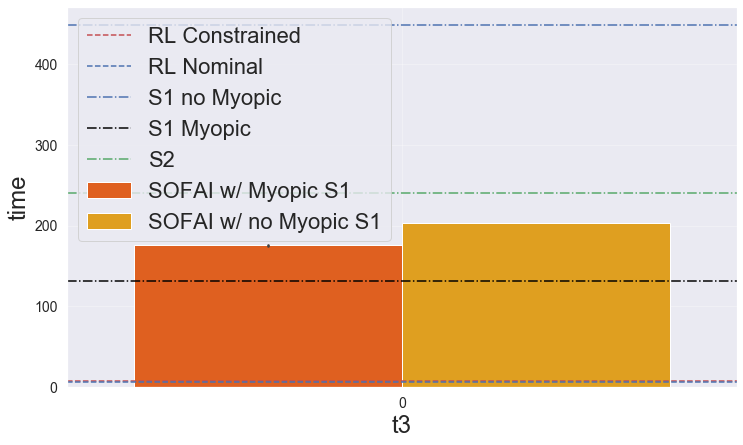 RL Constrained
RL Nominal
S1 no Myopic
S1 Myopic
S2
SOFAI w/ Myopic S1
SOFAI w/ no Myopic S1
time
400
300
200
100
0
0
t3